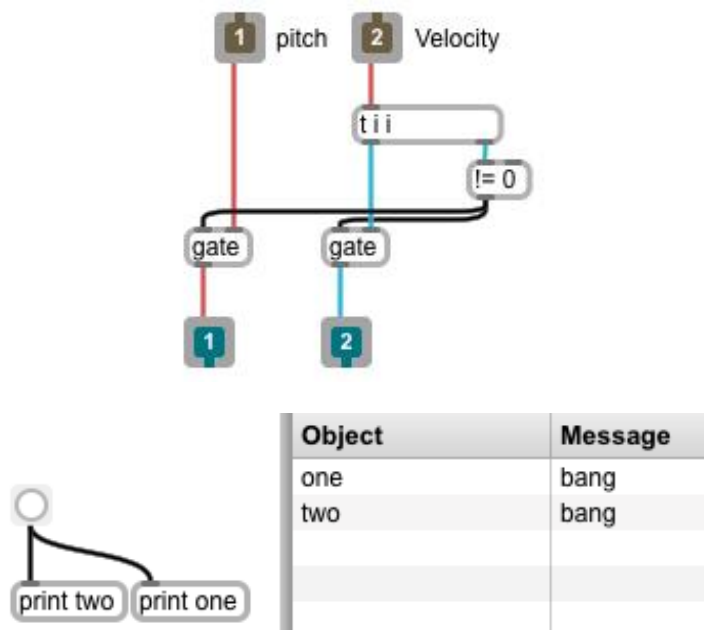 1 pitch 2 Velocity
t i i
!= 0
gate gate
1 2
Object Message
one bang
two bang
print two print one